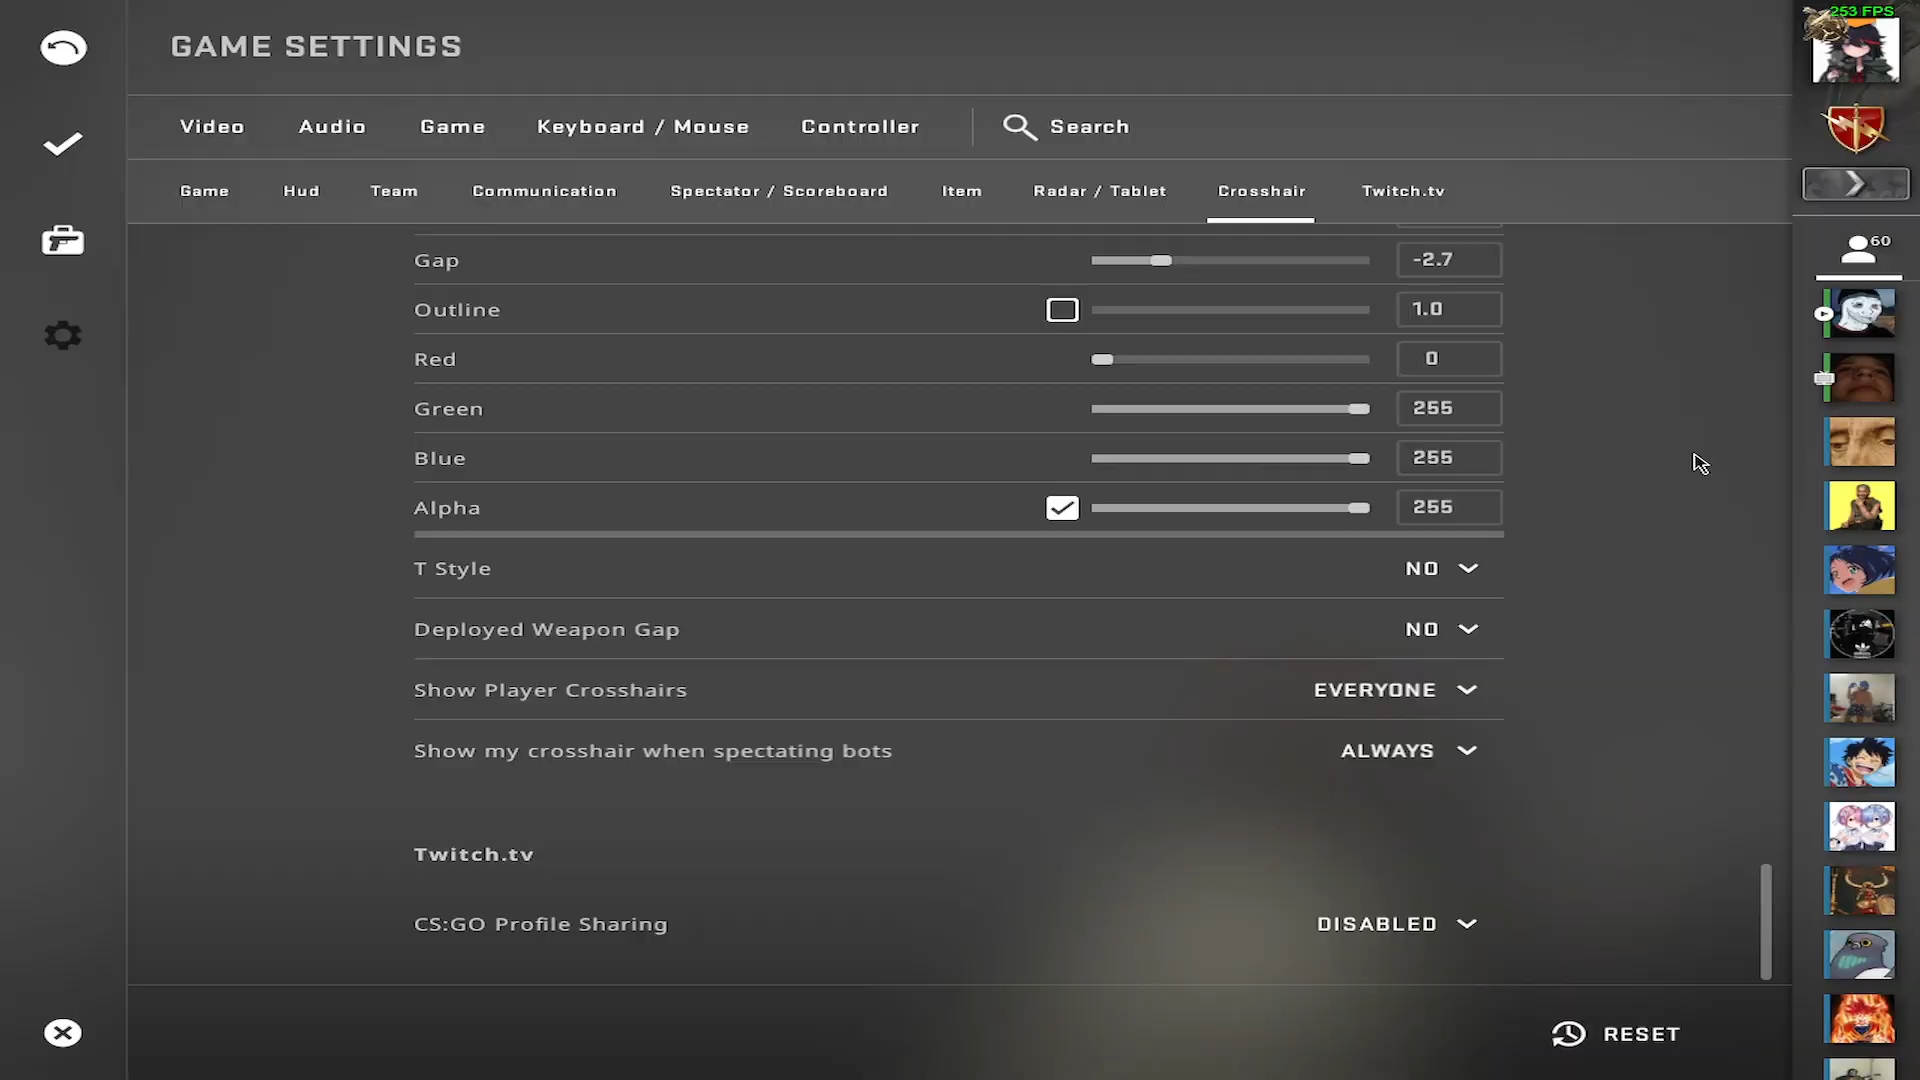 253 FPS
GAME SETTINGS
Video Audio Game Keyboard / Mouse Controller Search
Game Hud Team Communication Spectator / Scoreboard Item Radar / Tablet Crosshair Twitch.tv
60
Gap -2.7
Outline 1.0
Red 0
Green 255
Blue 255
Alpha 255
T Style NO
Deployed Weapon Gap NO
Show Player Crosshairs EVERYONE
Show my crosshair when spectating bots ALWAYS
Twitch.tv
CS:GO Profile Sharing DISABLED
RESET